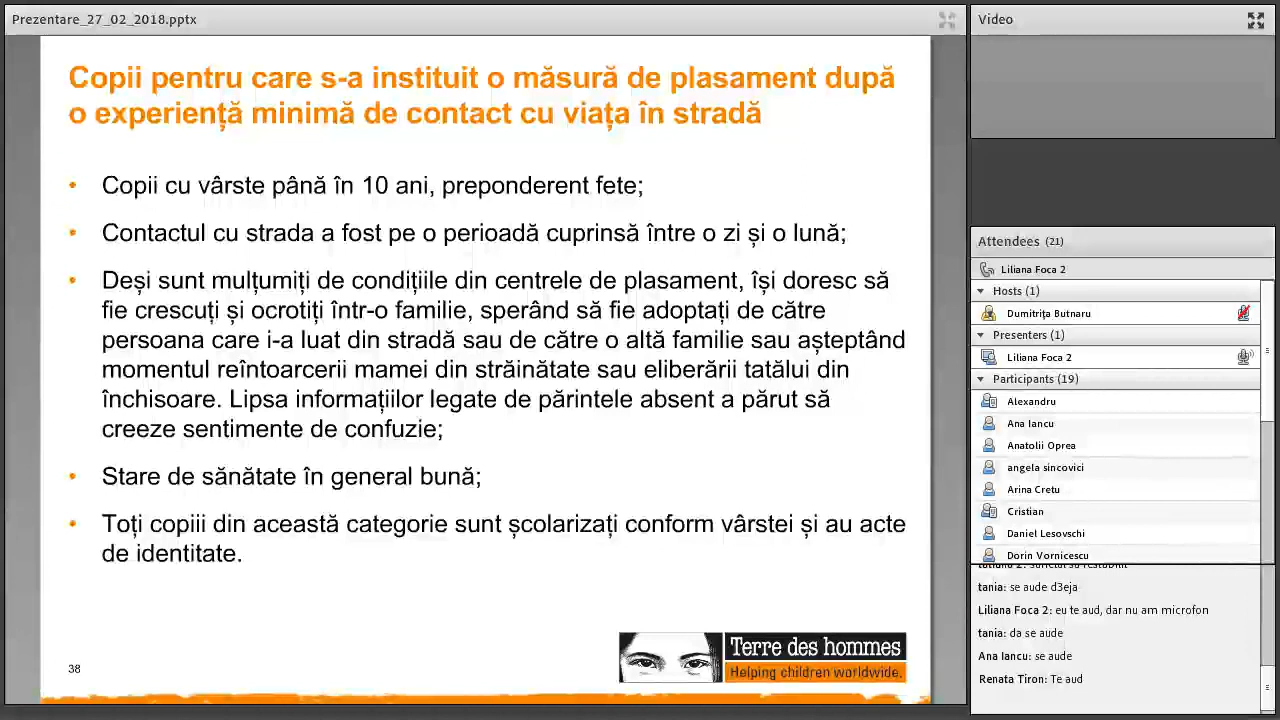 Prezentare_27_02_2018.pptx
Copii pentru care s-a instituit o măsură de plasament după
o experiență minimă de contact cu viața în stradă
• Copii cu vârste până în 10 ani, preponderent fete;
• Contactul cu strada a fost pe o perioadă cuprinsă între o zi și o lună;
• Deși sunt mulțumiți de condițiile din centrele de plasament, își doresc să
fie crescuți și ocrotiți într-o familie, sperând să fie adoptați de către
persoana care i-a luat din stradă sau de către o altă familie sau așteptând
momentul reîntoarcerii mamei din străinătate sau eliberării tatălui din
închisoare. Lipsa informațiilor legate de părintele absent a părut să
creeze sentimente de confuzie;
• Stare de sănătate în general bună;
• Toți copiii din această categorie sunt școlarizați conform vârstei și au acte
de identitate.
38
Terre des hommes
Helping children worldwide.
Video
Attendees (21)
Liliana Foca 2
Hosts (1)
Dumitrița Butnaru
Presenters (1)
Liliana Foca 2
Participants (19)
Alexandru
Ana Iancu
Anatolii Oprea
angela sincovici
Arina Cretu
Cristian
Daniel Lesovschi
Dorin Vornicescu
tania: se aude d3eja
Liliana Foca 2: eu te aud, dar nu am microfon
tania: da se aude
Ana Iancu: se aude
Renata Tiron: Te aud